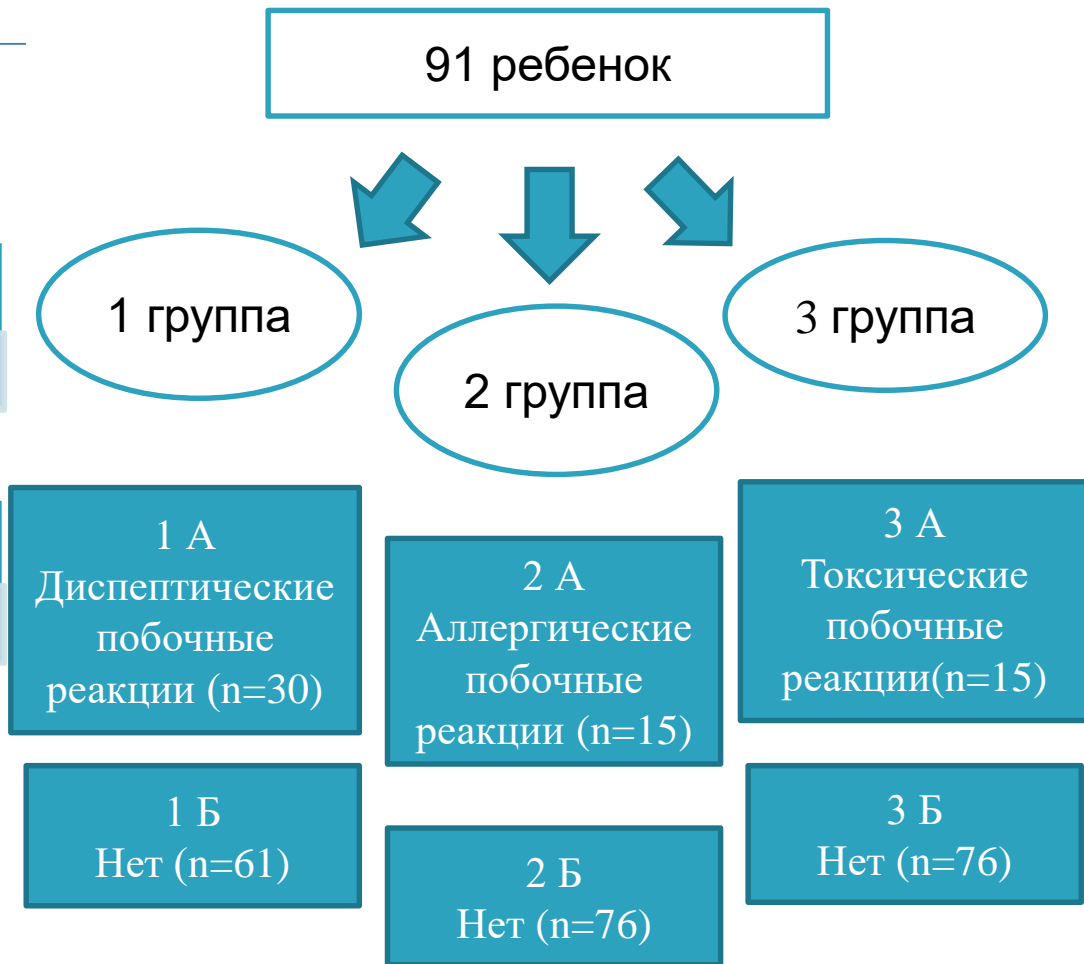 91 ребенок
1 группа
2 группа
3 группа
1 А
Диспептические
побочные
реакции (n=30)
1 Б
Нет (n=61)
2 А
Аллергические
побочные
реакции (n=15)
2 Б
Нет (n=76)
3 А
Токсические
побочные
реакции(n=15)
3 Б
Нет (n=76)